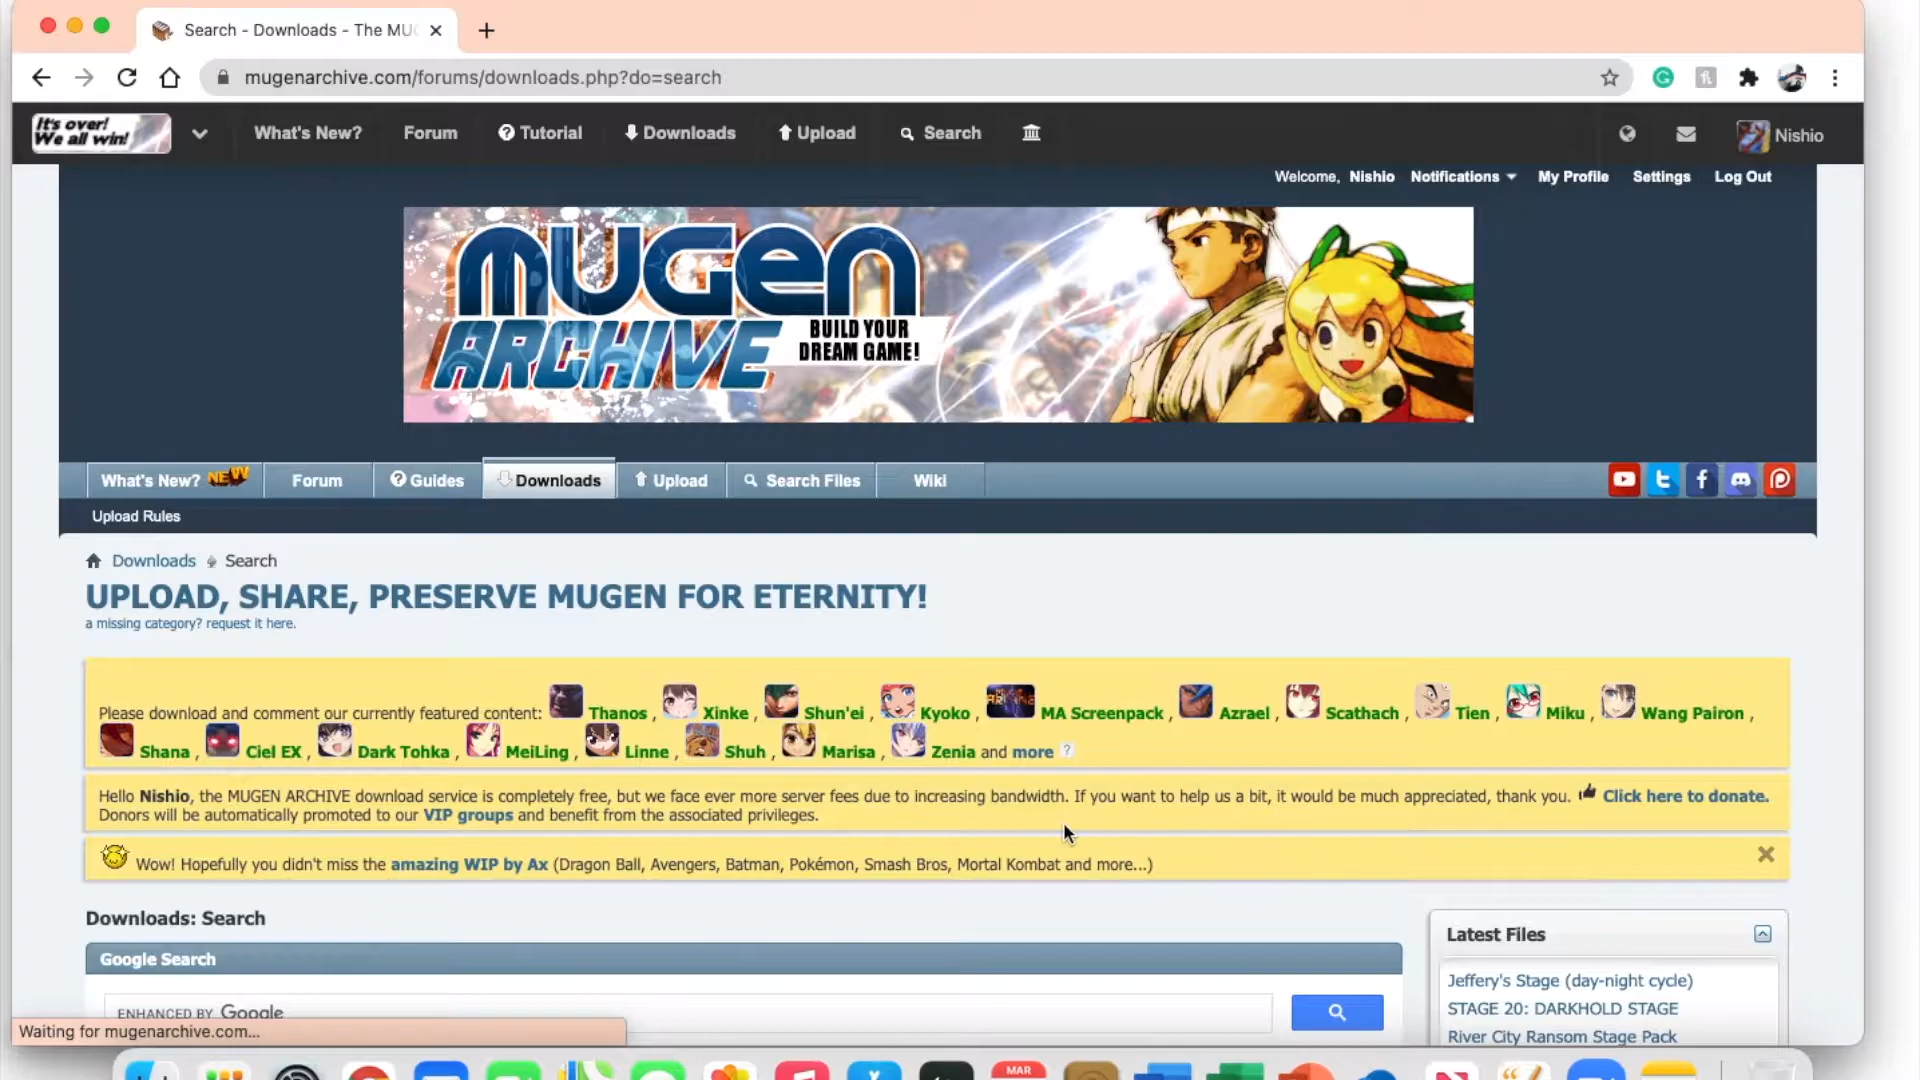 Search - Downloads - The MU
mugenarchive.com/forums/downloads.php?do=search
It's over!
We all win!
What's New?
Forum
Tutorial
Downloads
Upload
Search
Nishio
Welcome, Nishio
Notifications
My Profile
Settings
Log Out
MUGEN
ARCHIVE
BUILD YOUR
DREAM GAME!
What's New? NEW
Forum
Guides
Downloads
Upload
Search Files
Wiki
Upload Rules
Downloads
Search
UPLOAD, SHARE, PRESERVE MUGEN FOR ETERNITY!
a missing category? request it here.
Please download and comment our currently featured content: Thanos , Xinke , Shun'ei , Kyoko , MA Screenpack , Azrael , Scathach , Tien , Miku , Wang Pairon ,
Shana , Ciel EX , Dark Tohka , MeiLing , Linne , Shuh , Marisa , Zenia and more ?
Hello Nishio, the MUGEN ARCHIVE download service is completely free, but we face ever more server fees due to increasing bandwidth. If you want to help us a bit, it would be much appreciated, thank you. Click here to donate.
Donors will be automatically promoted to our VIP groups and benefit from the associated privileges.
Wow! Hopefully you didn't miss the amazing WIP by Ax (Dragon Ball, Avengers, Batman, Pokémon, Smash Bros, Mortal Kombat and more...)
Downloads: Search
Google Search
ENHANCED BY Google
Latest Files
Jeffery's Stage (day-night cycle)
STAGE 20: DARKHOLD STAGE
River City Ransom Stage Pack
Waiting for mugenarchive.com...
MAR